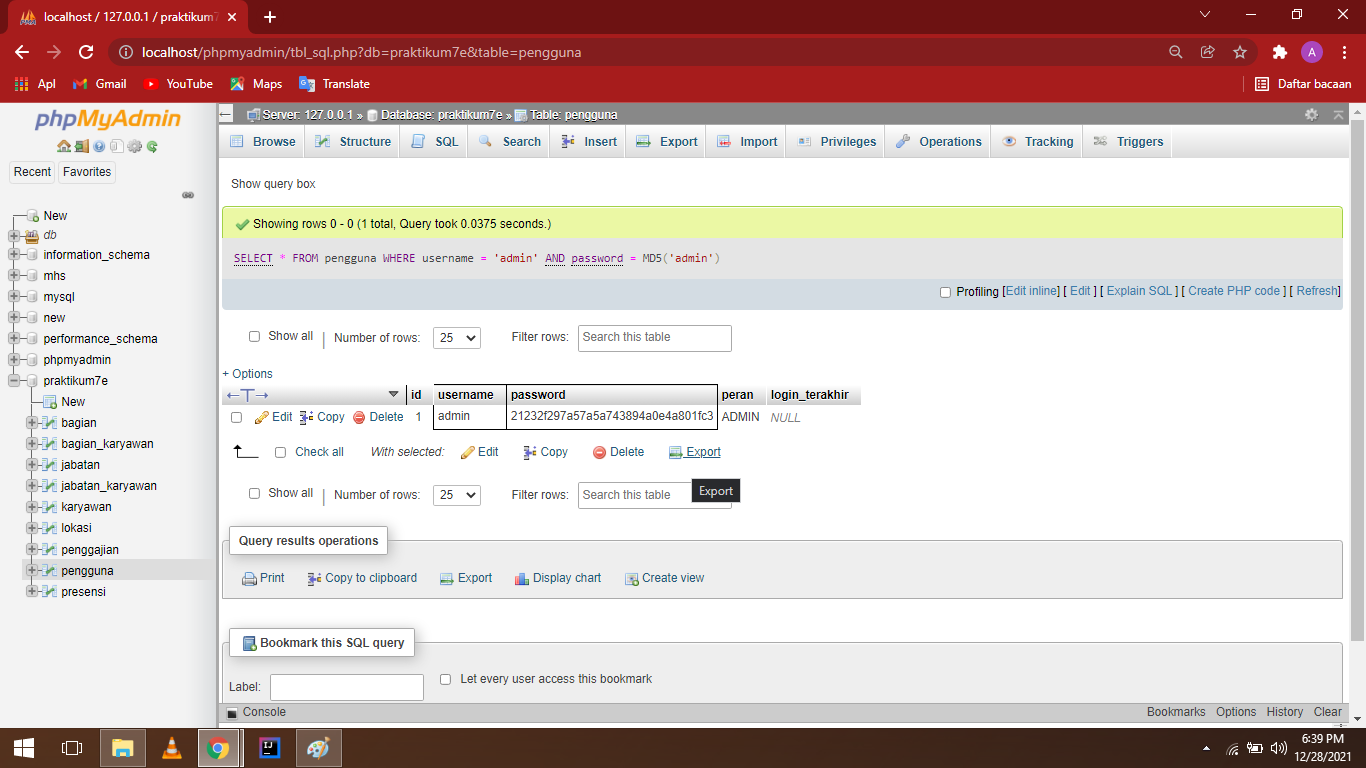 localhost / 127.0.0.1 / praktikum7
localhost/phpmyadmin/tbl_sql.php?db=praktikum7e&table=pengguna
A
Apl Gmail YouTube Maps Translate Daftar bacaan
phpMyAdmin
Recent Favorites
New
db
information_schema
mhs
mysql
new
performance_schema
phpmyadmin
praktikum7e
New
bagian
bagian_karyawan
jabatan
jabatan_karyawan
karyawan
lokasi
penggajian
pengguna
presensi
Server: 127.0.0.1 » Database: praktikum7e » Table: pengguna
Browse Structure SQL Search Insert Export Import Privileges Operations Tracking Triggers
Show query box
Showing rows 0 - 0 (1 total, Query took 0.0375 seconds.)
SELECT * FROM pengguna WHERE username = 'admin' AND password = MD5('admin')
Profiling [Edit inline] [ Edit ] [ Explain SQL ] [ Create PHP code ] [ Refresh]
Show all Number of rows: 25 Filter rows: Search this table
+ Options
←T→ id username password peran login_terakhir
Edit Copy Delete 1 admin 21232f297a57a5a743894a0e4a801fc3 ADMIN NULL
Check all With selected: Edit Copy Delete Export
Show all Number of rows: 25 Filter rows: Search this table
Export
Query results operations
Print Copy to clipboard Export Display chart Create view
Bookmark this SQL query
Label: Let every user access this bookmark
Console Bookmarks Options History Clear
IJ
6:39 PM
12/28/2021